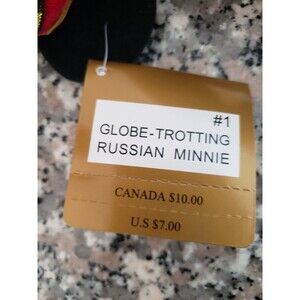 #1
GLOBE-TROTTING
RUSSIAN MINNIE
CANADA $10.00
U.S $7.00